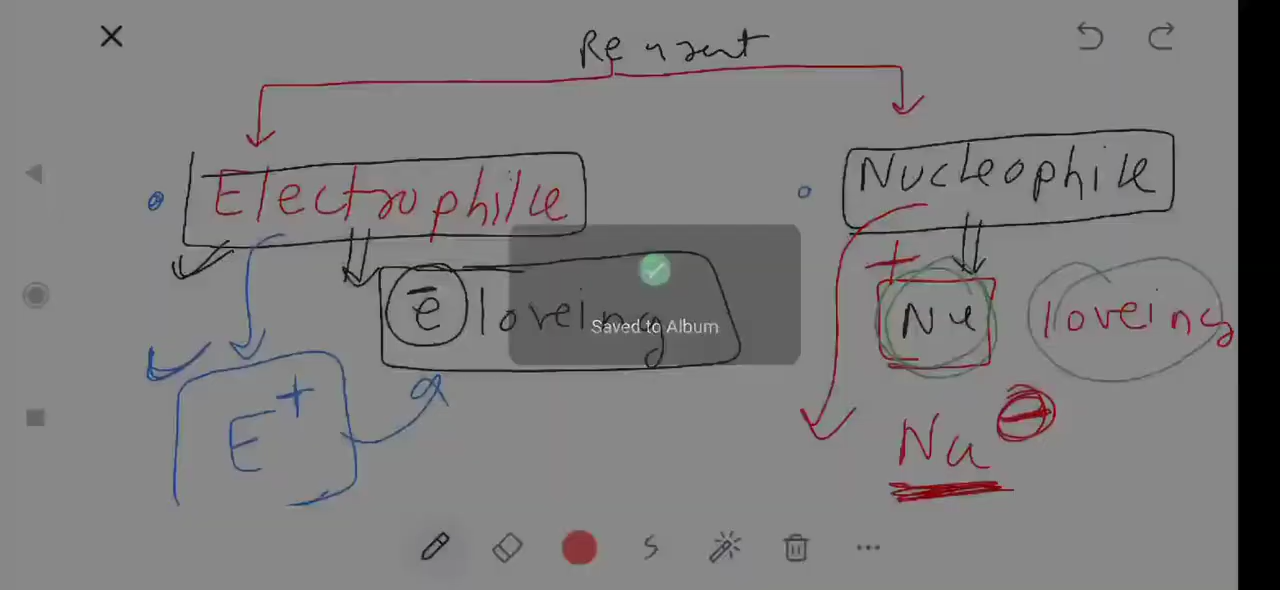 Reagent
Electrophile
Nucleophile
ē loveing
Nu loveing
+
E+
Nu⊖
Saved to Album